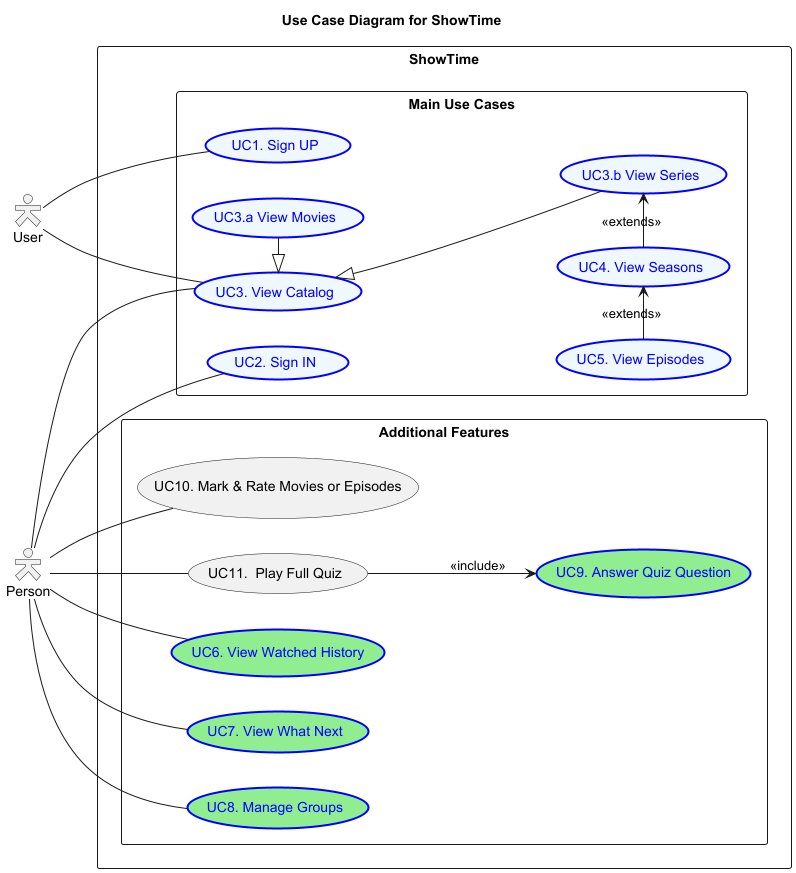 Use Case Diagram for ShowTime
ShowTime
Main Use Cases
UC1. Sign UP
UC3.b View Series
User
UC3.a View Movies
«extends»
UC4. View Seasons
UC3. View Catalog
«extends»
UC2. Sign IN
UC5. View Episodes
Additional Features
UC10. Mark & Rate Movies or Episodes
Person
UC11.  Play Full Quiz
«include»
UC9. Answer Quiz Question
UC6. View Watched History
UC7. View What Next
UC8. Manage Groups